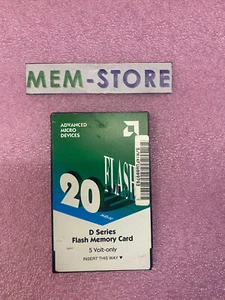 MEM-STORE
ADVANCED
MICRO
DEVICES
FLASH
20
D Series
Flash Memory Card
5 Volt-only
INSERT THIS WAY ▼